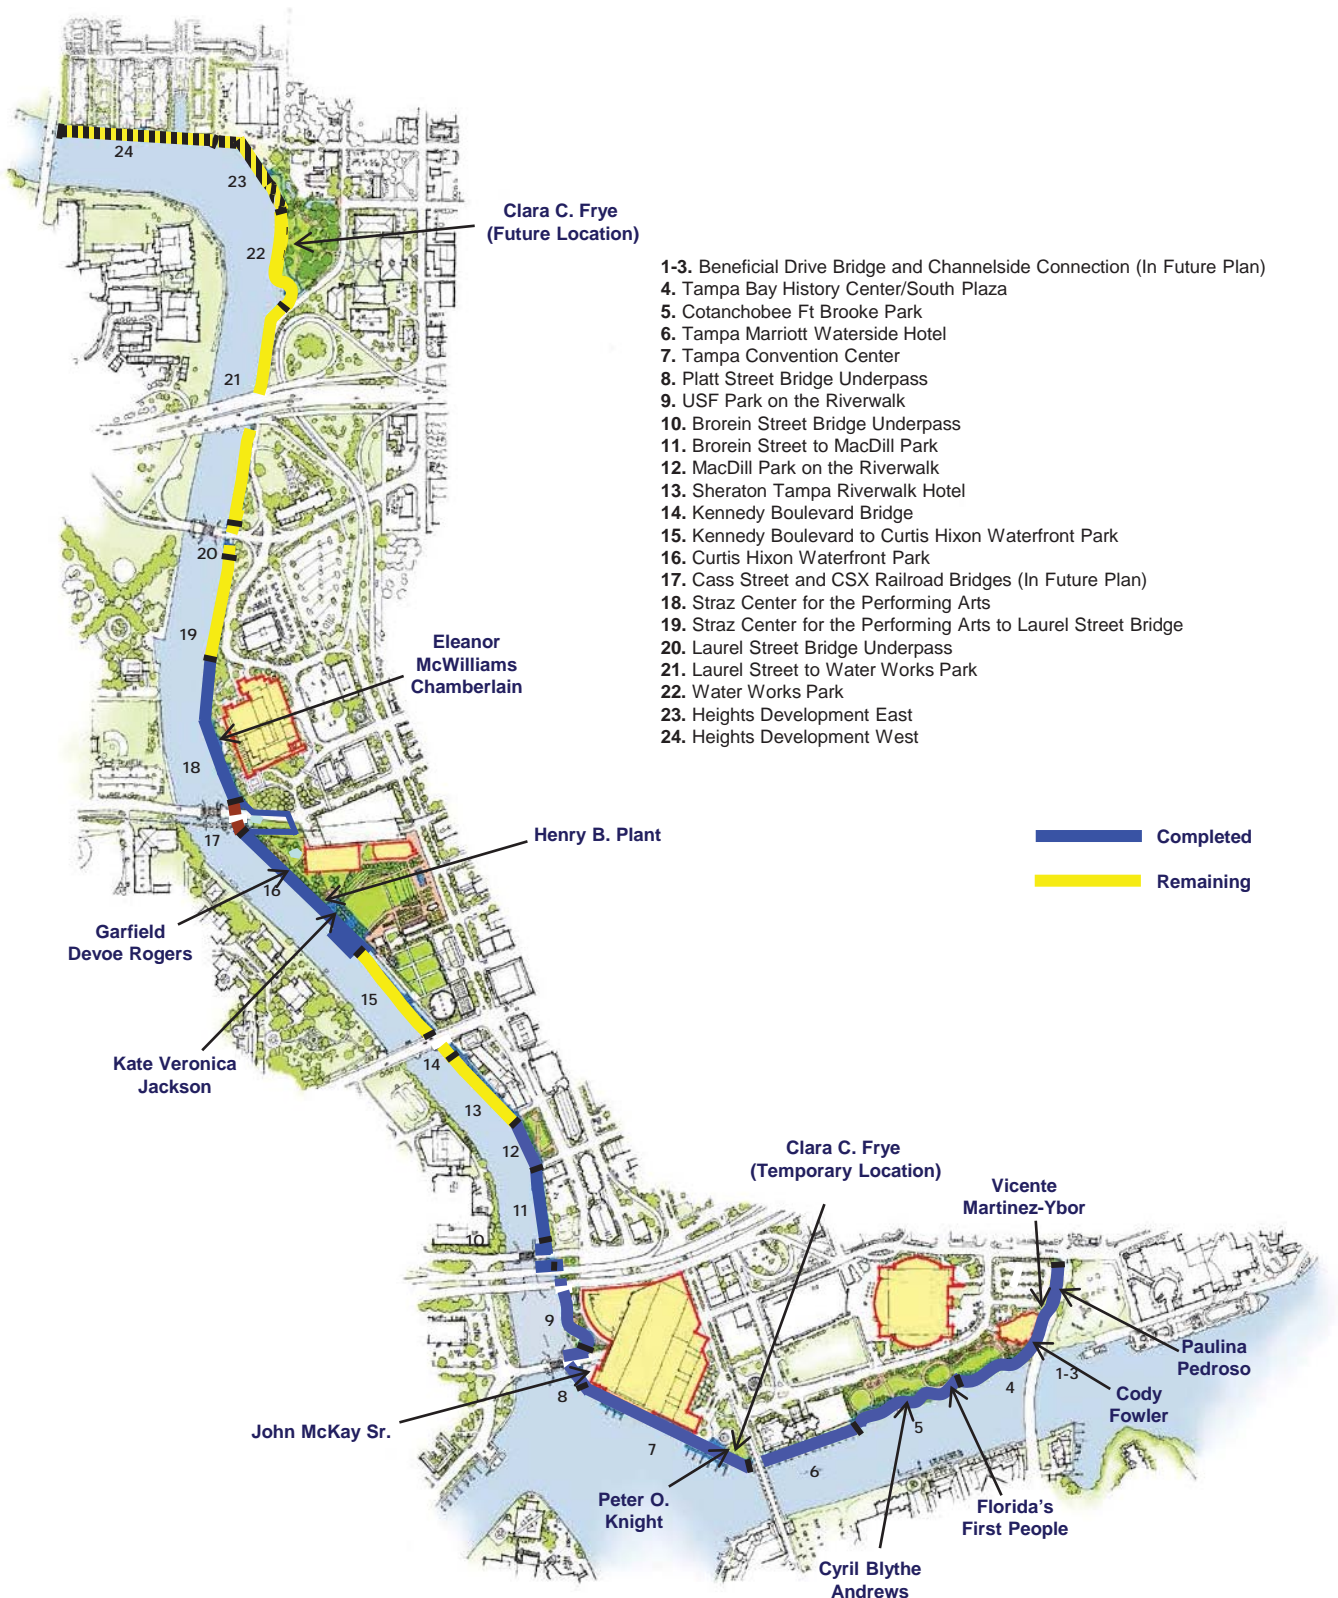 24
23
Clara C. Frye
(Future Location)
22
1-3. Beneficial Drive Bridge and Channelside Connection (In Future Plan)
4. Tampa Bay History Center/South Plaza
5. Cotanchobee Ft Brooke Park
6. Tampa Marriott Waterside Hotel
7. Tampa Convention Center
8. Platt Street Bridge Underpass
9. USF Park on the Riverwalk
10. Brorein Street Bridge Underpass
11. Brorein Street to MacDill Park
12. MacDill Park on the Riverwalk
13. Sheraton Tampa Riverwalk Hotel
14. Kennedy Boulevard Bridge
15. Kennedy Boulevard to Curtis Hixon Waterfront Park
16. Curtis Hixon Waterfront Park
17. Cass Street and CSX Railroad Bridges (In Future Plan)
18. Straz Center for the Performing Arts
19. Straz Center for the Performing Arts to Laurel Street Bridge
20. Laurel Street Bridge Underpass
21. Laurel Street to Water Works Park
22. Water Works Park
23. Heights Development East
24. Heights Development West
21
20
19
Eleanor
McWilliams
Chamberlain
18
17
Henry B. Plant
Completed
Remaining
16
Garfield
Devoe Rogers
15
Kate Veronica
Jackson
14
13
12
11
10
Clara C. Frye
(Temporary Location)
Vicente
Martinez-Ybor
9
Paulina
Pedroso
1-3
4
Cody
Fowler
8
5
John McKay Sr.
7
6
Peter O.
Knight
Florida's
First People
Cyril Blythe
Andrews